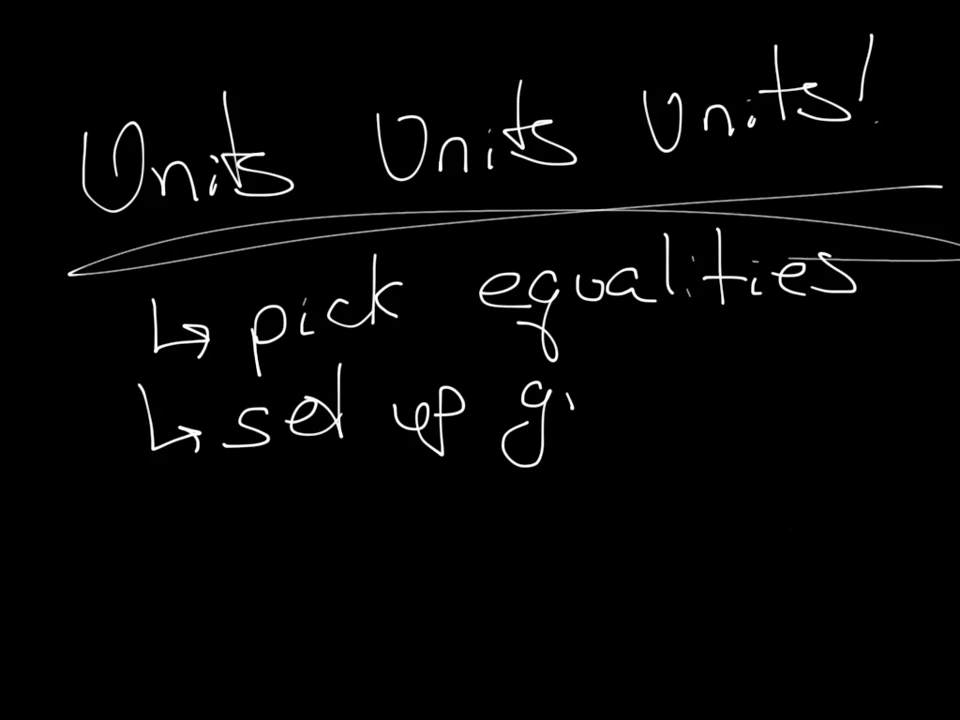 Units Units Units!
↳ pick equalities
↳ set up g